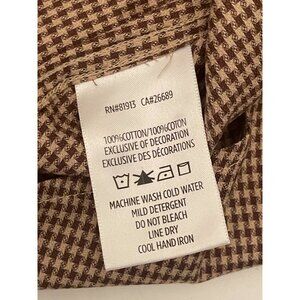 RN#81913 CA#26689
100%COTTON/100%COTON
EXCLUSIVE OF DECORATION
EXCLUSIVE DES DÉCORATIONS
MACHINE WASH COLD WATER
MILD DETERGENT
DO NOT BLEACH
LINE DRY
COOL HAND IRON